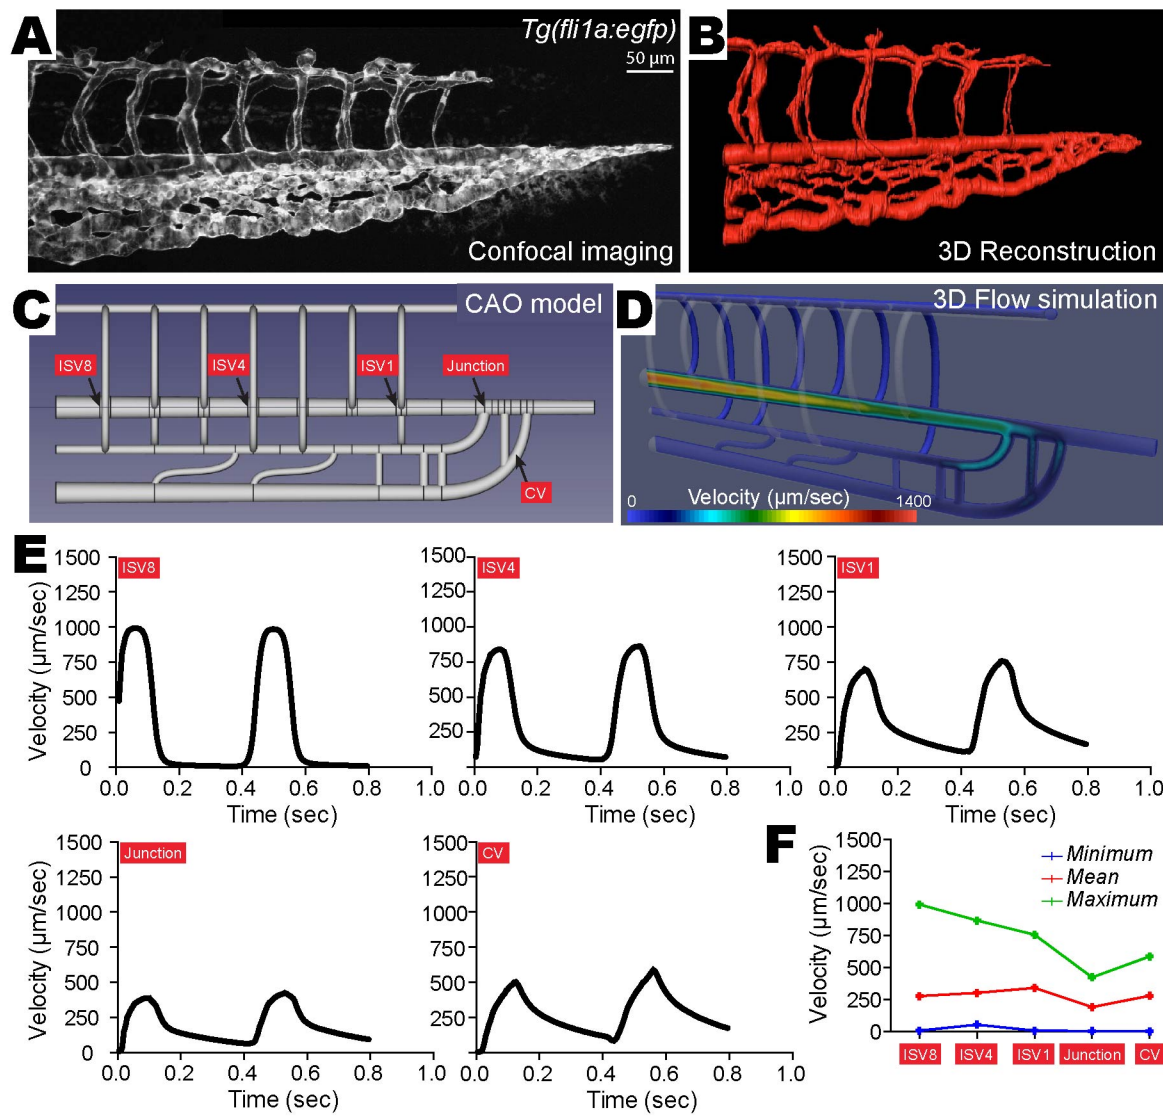 A
Tg(fli1a:egfp)
50 µm
Confocal imaging
B
3D Reconstruction
C
CAO model
ISV8
ISV4
ISV1
Junction
CV
D
3D Flow simulation
Velocity (µm/sec)
0
1400
E
ISV8
1500
1250
1000
750
500
250
0
Velocity (µm/sec)
0.0 0.2 0.4 0.6 0.8 1.0
Time (sec)
ISV4
1500
1250
1000
750
500
250
0
0.0 0.2 0.4 0.6 0.8 1.0
Time (sec)
ISV1
1500
1250
1000
750
500
250
0
0.0 0.2 0.4 0.6 0.8 1.0
Time (sec)
Junction
1500
1250
1000
750
500
250
0
Velocity (µm/sec)
0.0 0.2 0.4 0.6 0.8 1.0
Time (sec)
CV
1500
1250
1000
750
500
250
0
0.0 0.2 0.4 0.6 0.8 1.0
Time (sec)
F
1500
1250
1000
750
500
250
0
Velocity (µm/sec)
Minimum
Mean
Maximum
ISV8 ISV4 ISV1 Junction CV